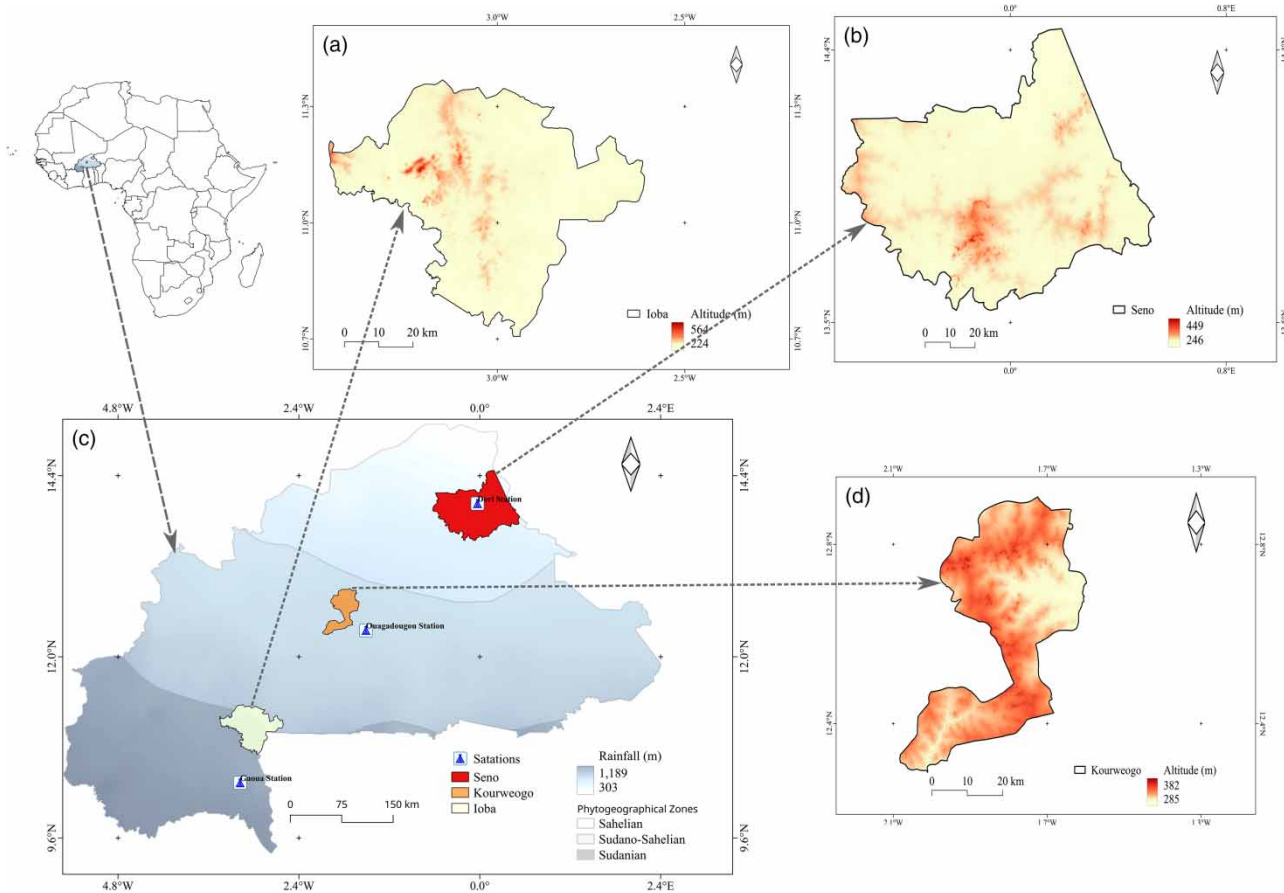 (a)
3.0°W
2.5°W
11.3°N
11.0°N
10.7°N
11.3°N
11.0°N
10.7°N
Ioba
Altitude (m)
564
224
0 10 20 km
3.0°W
2.5°W
(b)
0.0°
0.8°E
14.4°N
13.5°N
Seno
Altitude (m)
449
246
0 10 20 km
0.0°
0.8°E
(c)
4.8°W
2.4°W
0.0°
2.4°E
14.4°N
12.0°N
9.6°N
14.4°N
12.0°N
9.6°N
Dori Station
Ouagadougou Station
Gaoua Station
Satations
Seno
Kourweogo
Ioba
0 75 150 km
Rainfall (m)
1,189
303
Phytogeographical Zones
Sahelian
Sudano-Sahelian
Sudanian
4.8°W
2.4°W
0.0°
2.4°E
(d)
2.1°W
1.7°W
1.3°W
12.8°N
12.4°N
12.8°N
12.4°N
Kourweogo
Altitude (m)
382
285
0 10 20 km
2.1°W
1.7°W
1.3°W